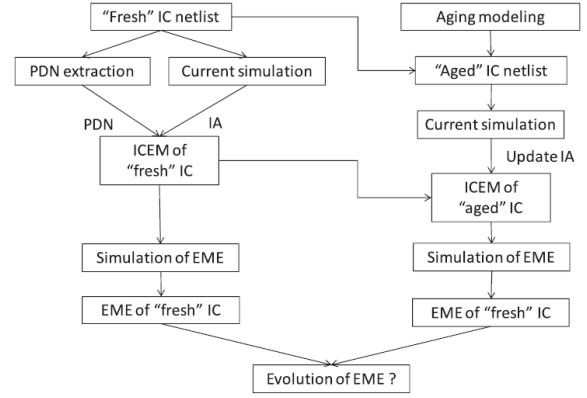 "Fresh" IC netlist
Aging modeling
PDN extraction
Current simulation
"Aged" IC netlist
PDN
IA
Current simulation
ICEM of
"fresh" IC
Update IA
ICEM of
"aged" IC
Simulation of EME
Simulation of EME
EME of "fresh" IC
EME of "fresh" IC
Evolution of EME ?